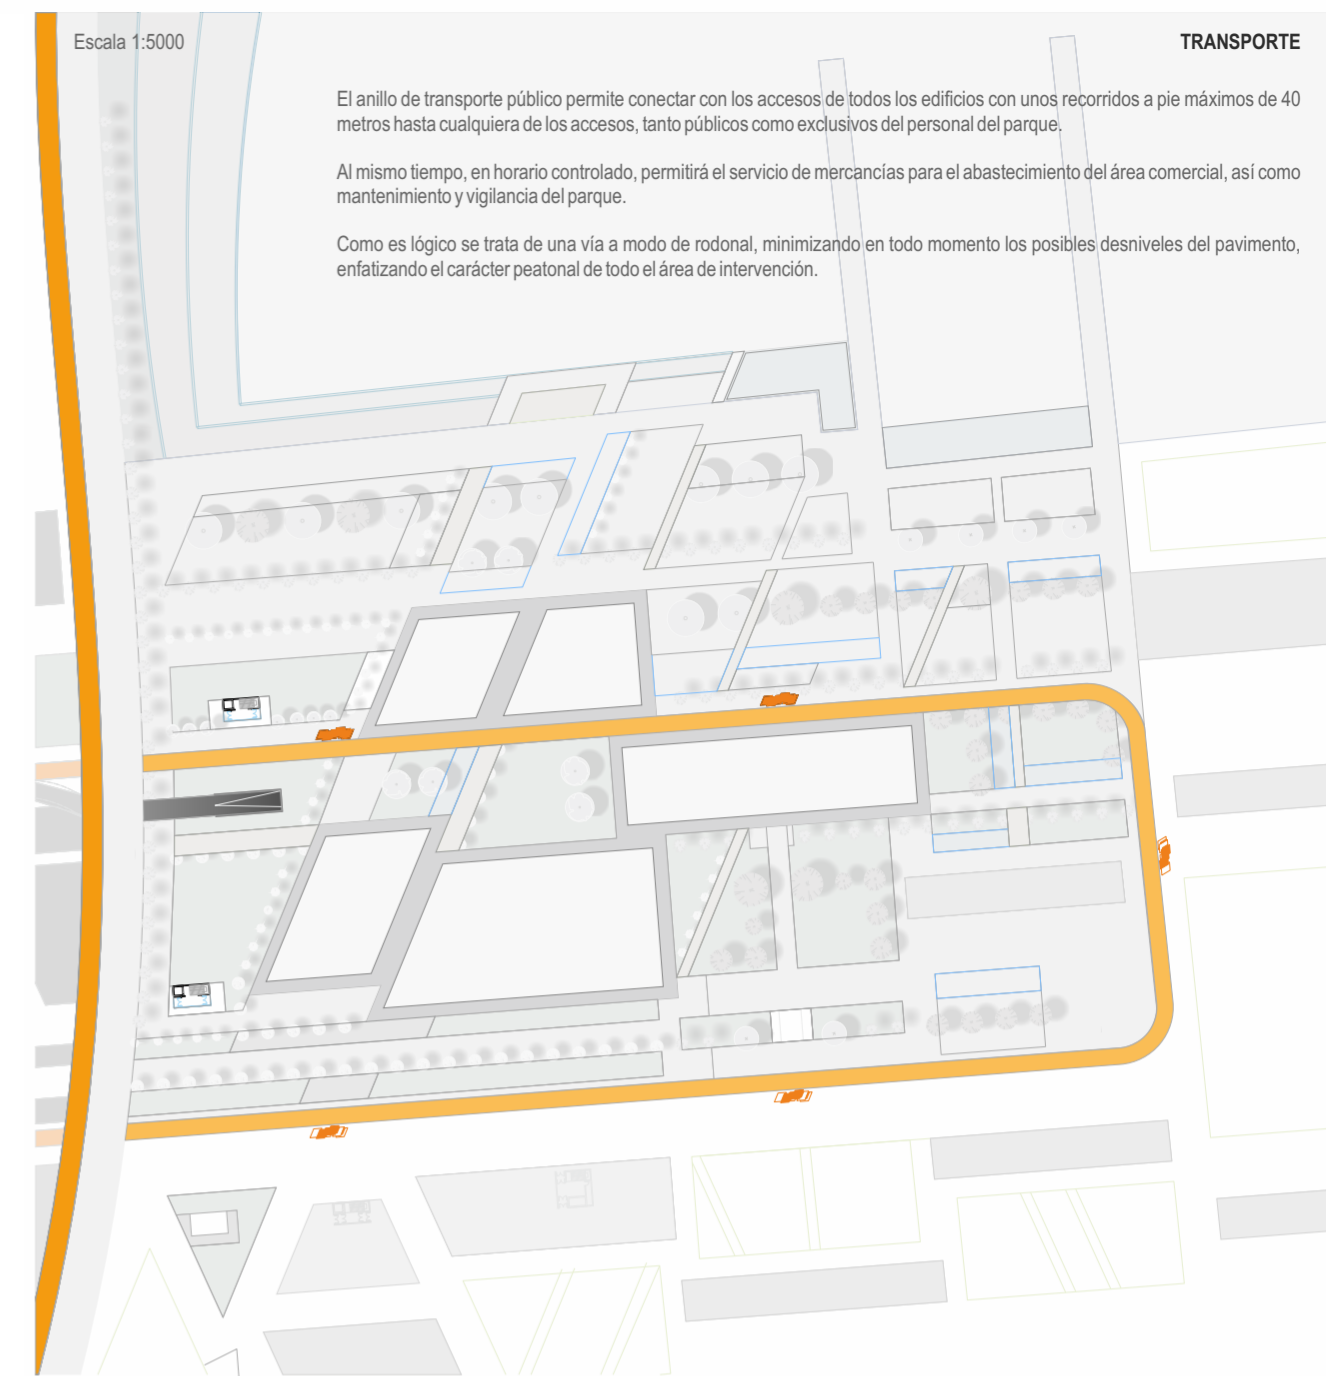 Escala 1:5000
TRANSPORTE
El anillo de transporte público permite conectar con los accesos de todos los edificios con unos recorridos a pie máximos de 40
metros hasta cualquiera de los accesos, tanto públicos como exclusivos del personal del parque.
Al mismo tiempo, en horario controlado, permitirá el servicio de mercancías para el abastecimiento del área comercial, así como
mantenimiento y vigilancia del parque.
Como es lógico se trata de una vía a modo de rodonal, minimizando en todo momento los posibles desniveles del pavimento,
enfatizando el carácter peatonal de todo el área de intervención.